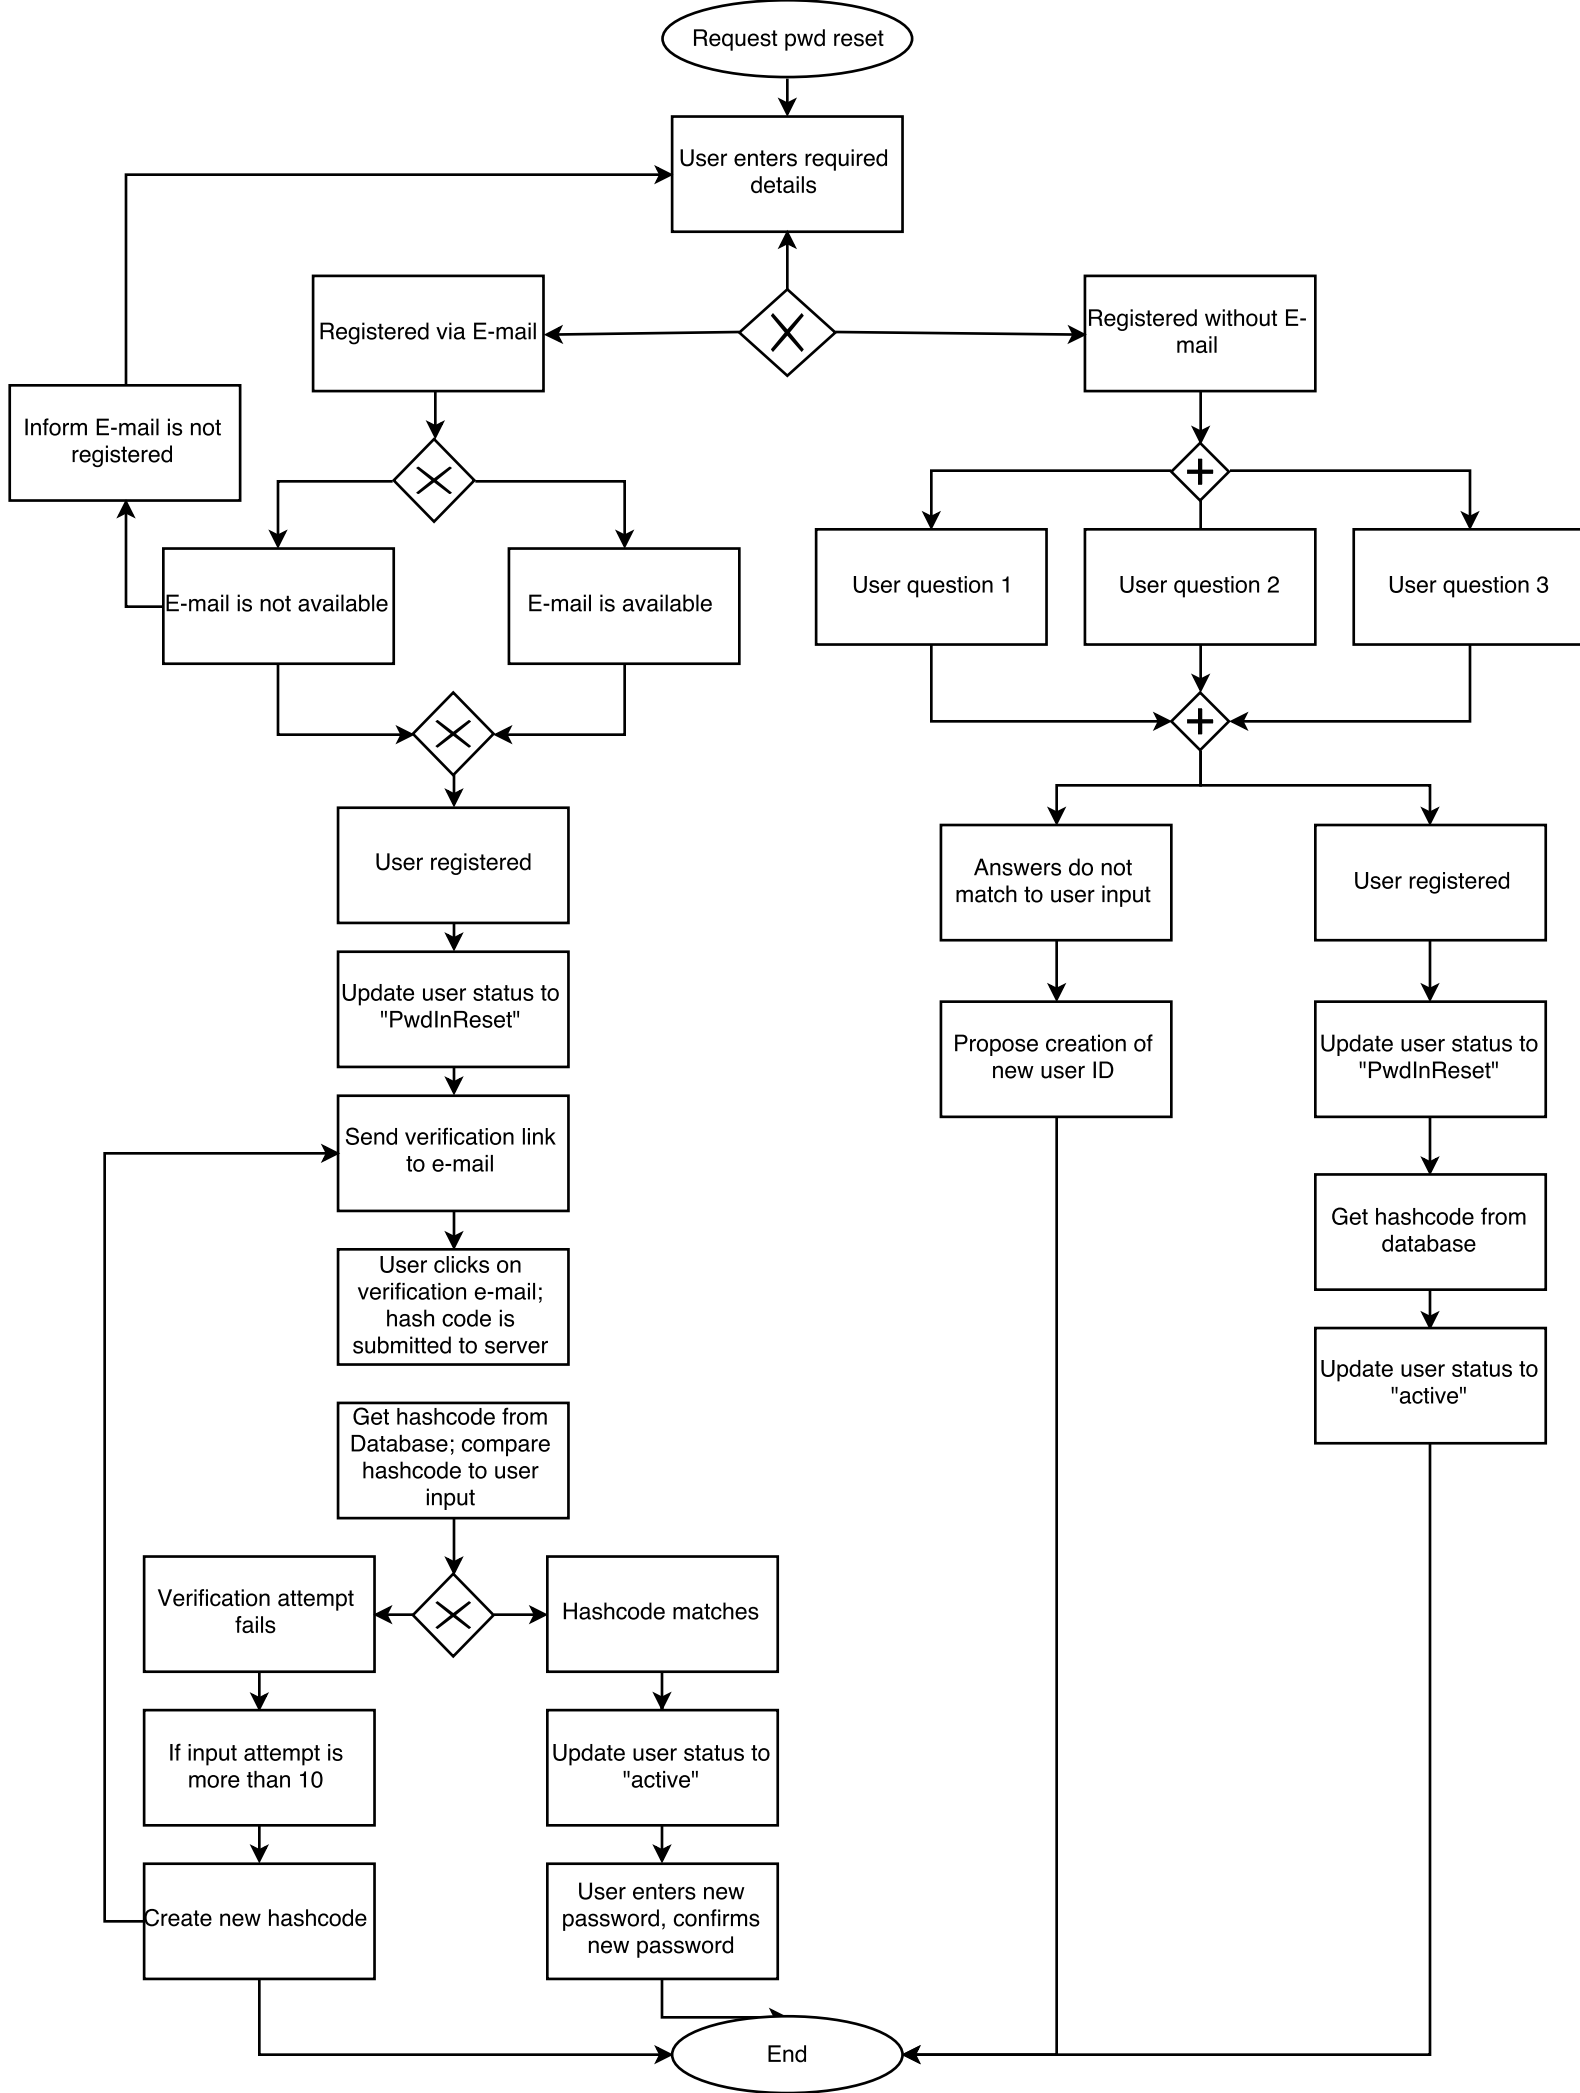 Request pwd reset
User enters required
details
Registered via E-mail
Registered without E-
mail
Inform E-mail is not
registered
E-mail is not available
E-mail is available
User question 1
User question 2
User question 3
User registered
Answers do not
match to user input
User registered
Update user status to
"PwdInReset"
Propose creation of
new user ID
Update user status to
"PwdInReset"
Send verification link
to e-mail
Get hashcode from
database
User clicks on
verification e-mail;
hash code is
submitted to server
Update user status to
"active"
Get hashcode from
Database; compare
hashcode to user
input
Verification attempt
fails
Hashcode matches
If input attempt is
more than 10
Update user status to
"active"
Create new hashcode
User enters new
password, confirms
new password
End